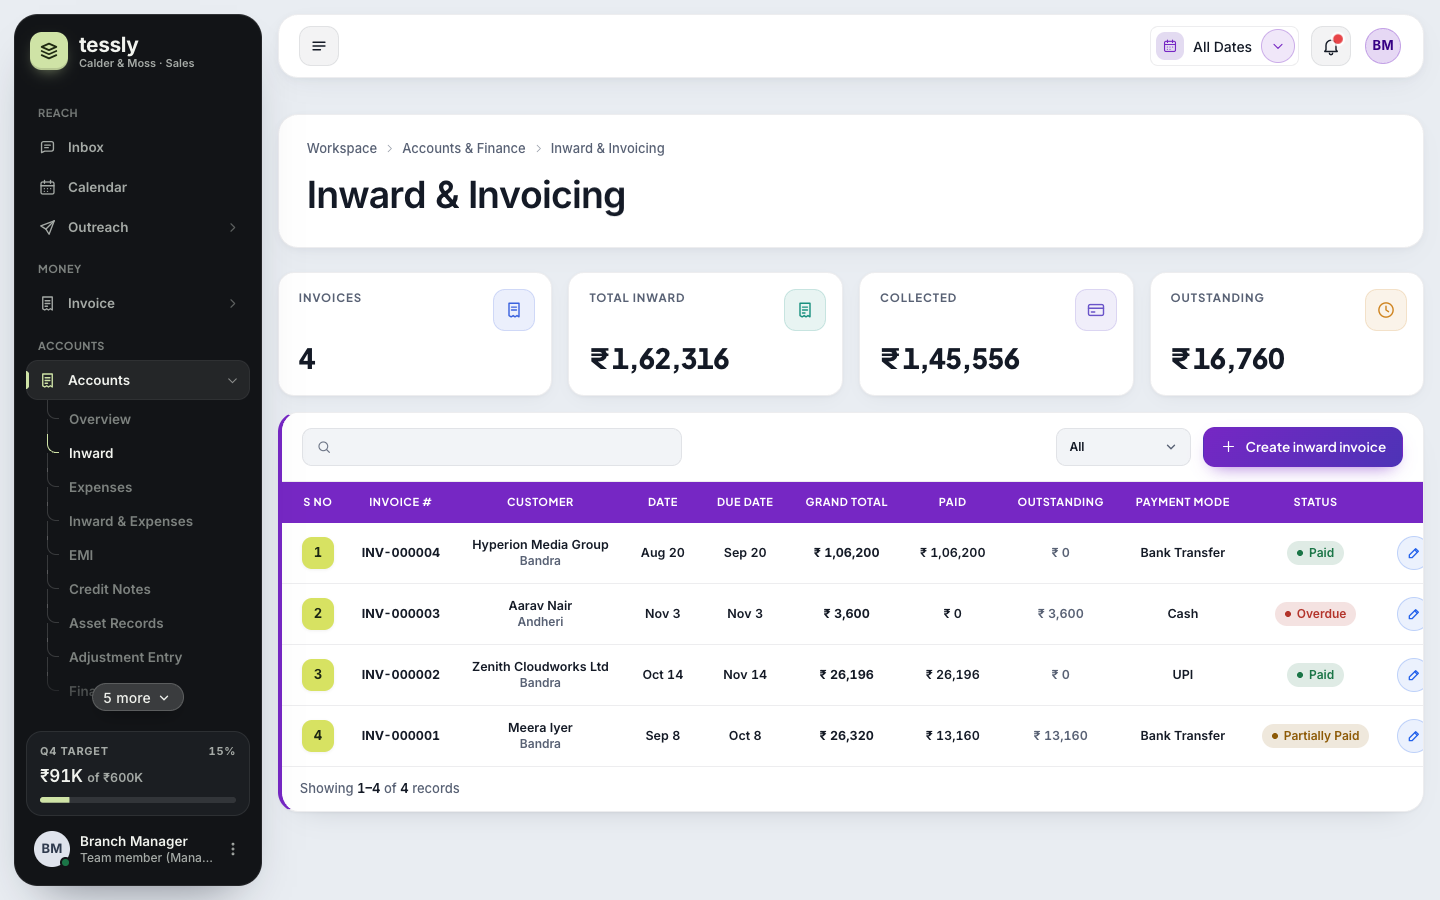 tessly
Calder & Moss · Sales
REACH
Inbox
Calendar
Outreach
MONEY
Invoice
ACCOUNTS
Accounts
Overview
Inward
Expenses
Inward & Expenses
EMI
Credit Notes
Asset Records
Adjustment Entry
5 more
Q4 TARGET 15%
₹91K of ₹600K
BM
Branch Manager
Team member (Mana...
All Dates
BM
Workspace > Accounts & Finance > Inward & Invoicing
Inward & Invoicing
INVOICES
4
TOTAL INWARD
₹1,62,316
COLLECTED
₹1,45,556
OUTSTANDING
₹16,760
All
Create inward invoice
S NO INVOICE # CUSTOMER DATE DUE DATE GRAND TOTAL PAID OUTSTANDING PAYMENT MODE STATUS
1 INV-000004 Hyperion Media Group Aug 20 Sep 20 ₹ 1,06,200 ₹ 1,06,200 ₹ 0 Bank Transfer Paid
Bandra
2 INV-000003 Aarav Nair Nov 3 Nov 3 ₹ 3,600 ₹ 0 ₹ 3,600 Cash Overdue
Andheri
3 INV-000002 Zenith Cloudworks Ltd Oct 14 Nov 14 ₹ 26,196 ₹ 26,196 ₹ 0 UPI Paid
Bandra
4 INV-000001 Meera Iyer Sep 8 Oct 8 ₹ 26,320 ₹ 13,160 ₹ 13,160 Bank Transfer Partially Paid
Bandra
Showing 1–4 of 4 records